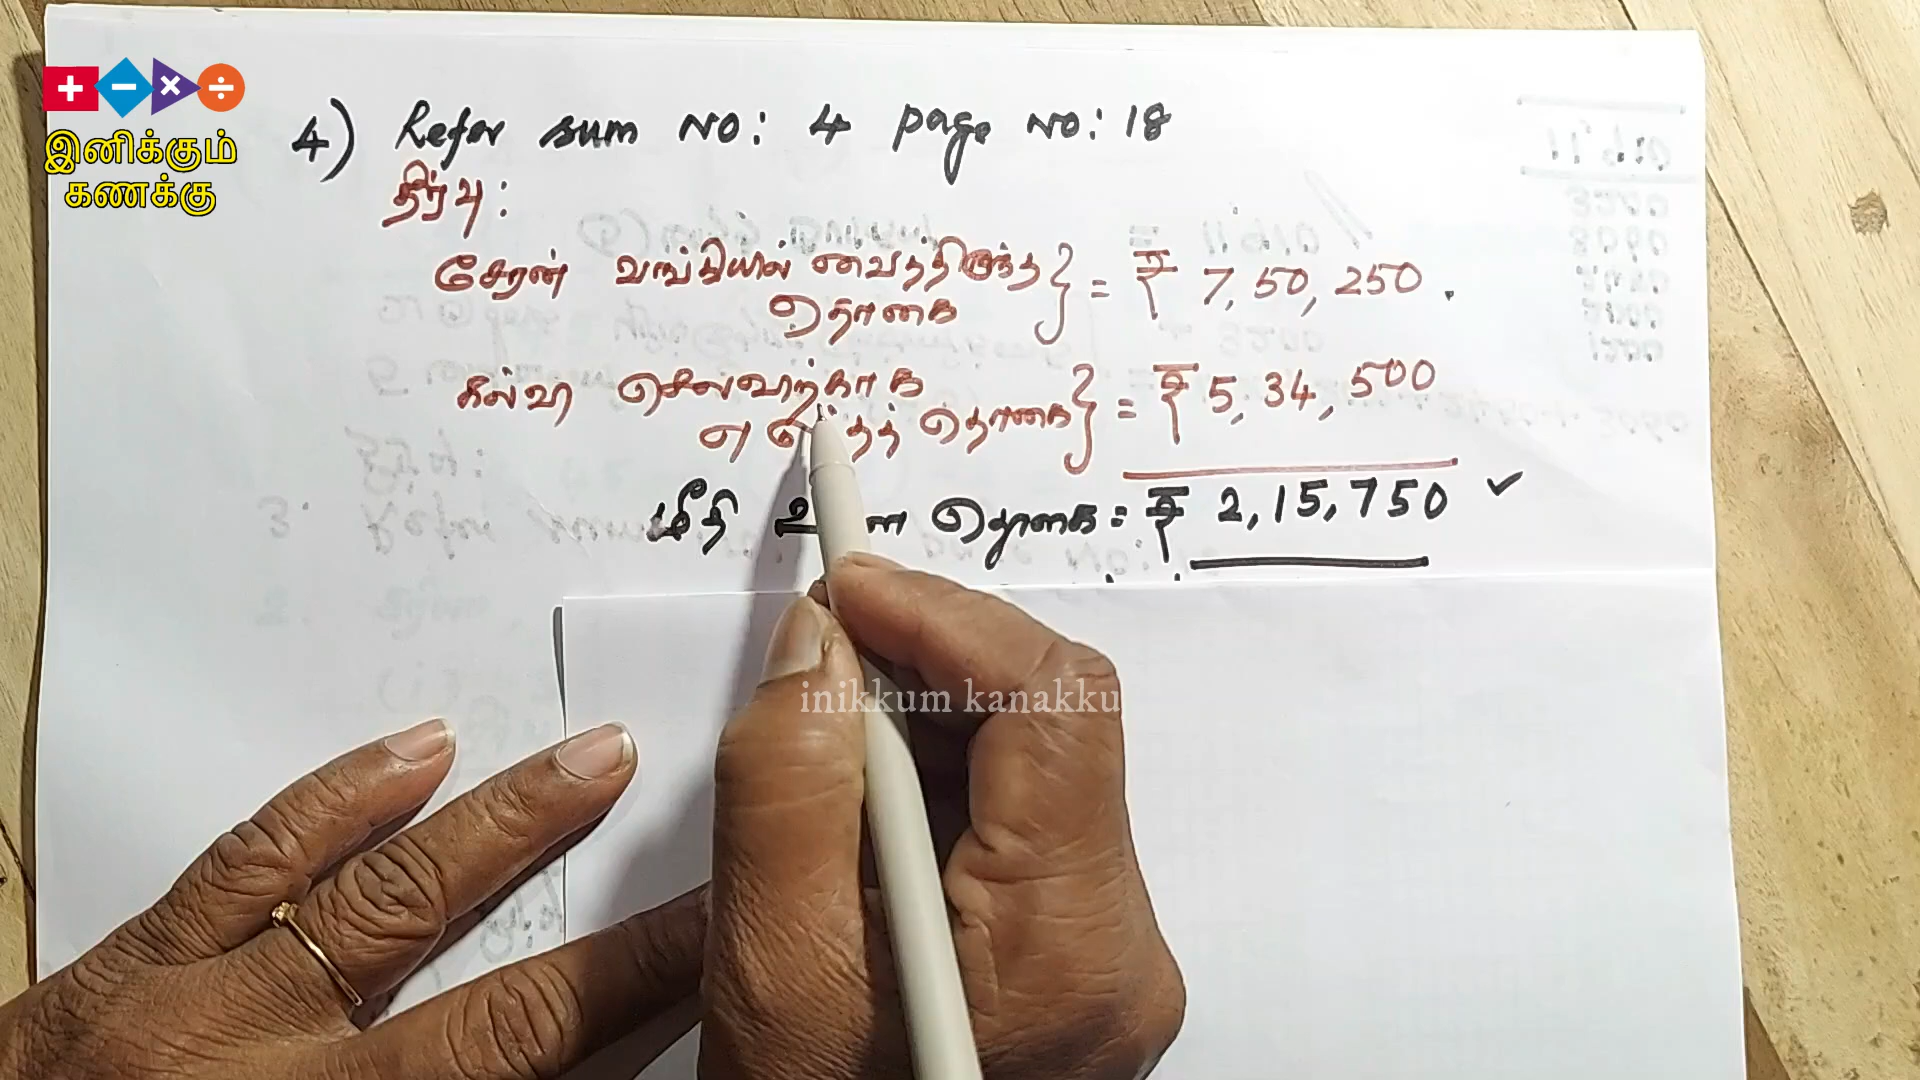 இனிக்கும்
கணக்கு
4) Refer sum NO: 4 page NO: 18
தீர்வு:
சேரன் வங்கியில் வைத்திருந்த } = ₹ 7,50,250.
தொகை
கல்வி செலவிற்காக
எடுத்த தொகை } = ₹ 5,34,500
மீதி உள்ள தொகை = ₹ 2,15,750 ✓
inikkum kanakku